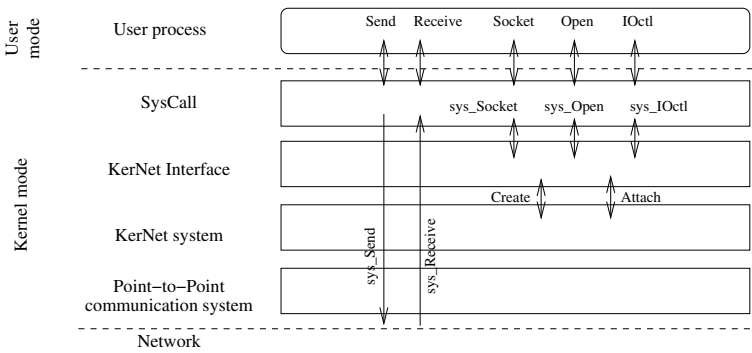 User
mode
User process
Send
Receive
Socket
Open
IOctl
SysCall
sys_Socket
sys_Open
sys_IOctl
Kernel mode
KerNet Interface
Create
Attach
KerNet system
sys_Send
sys_Receive
Point−to−Point
communication system
Network